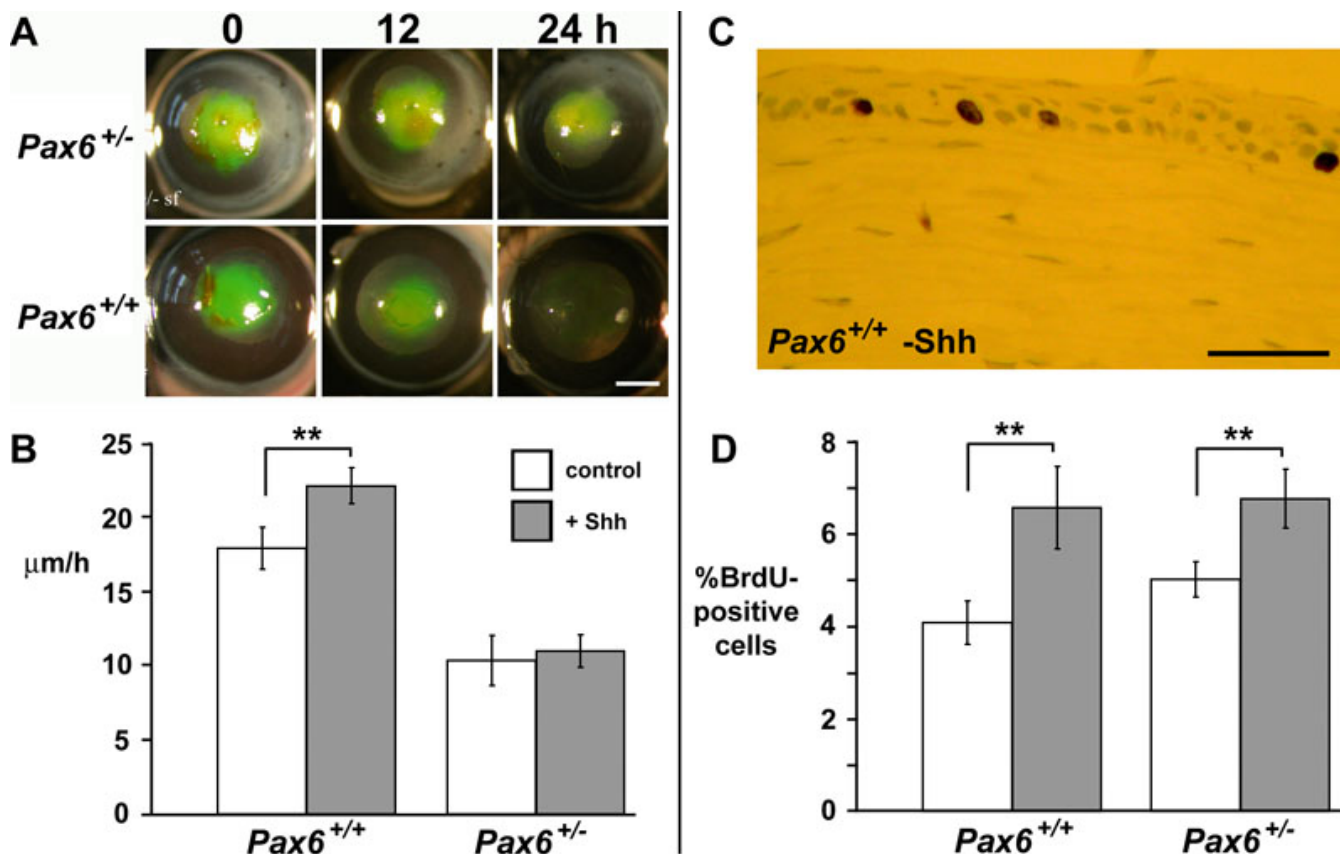 A
0 12 24 h
Pax6+/-
/- sf
Pax6+/+
B
25
20
15
10
5
0
μm/h
**
control
+ Shh
Pax6+/+ Pax6+/-
C
Pax6+/+ -Shh
D
8
6
4
2
0
%BrdU-
positive
cells
** **
Pax6+/+ Pax6+/-